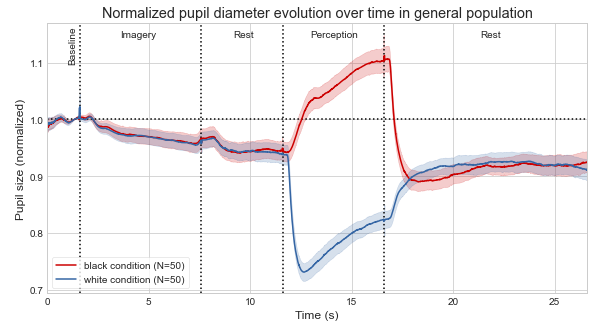 Normalized pupil diameter evolution over time in general population
Baseline
Imagery
Rest
Perception
Rest
Pupil size (normalized)
1.1
1.0
0.9
0.8
0.7
black condition (N=50)
white condition (N=50)
0
5
10
15
20
25
Time (s)